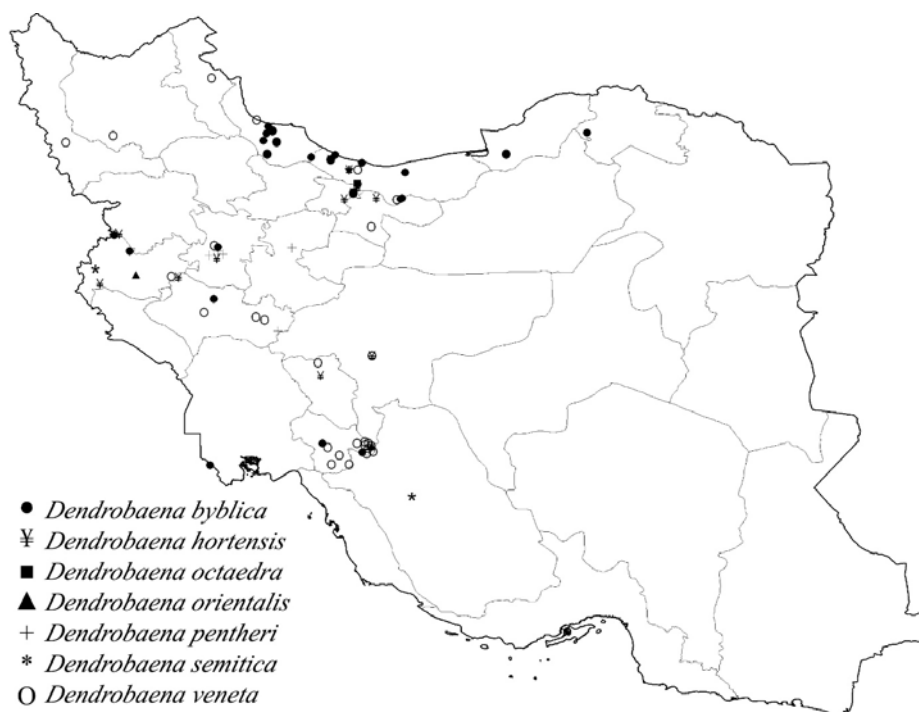 ● Dendrobaena byblica
¥ Dendrobaena hortensis
■ Dendrobaena octaedra
▲ Dendrobaena orientalis
+ Dendrobaena pentheri
* Dendrobaena semitica
O Dendrobaena veneta